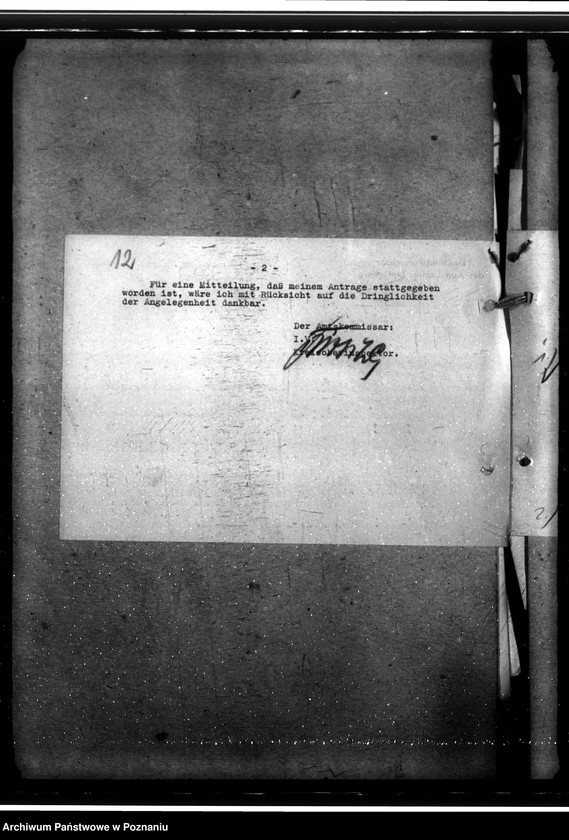 12
- 2 -
Für eine Mitteilung, daß meinem Antrage stattgegeben
worden ist, wäre ich mit Rücksicht auf die Dringlichkeit
der Angelegenheit dankbar.
Der Amtskommissar:
I.V.
Kreisoberinspektor.
Archiwum Państwowe w Poznaniu